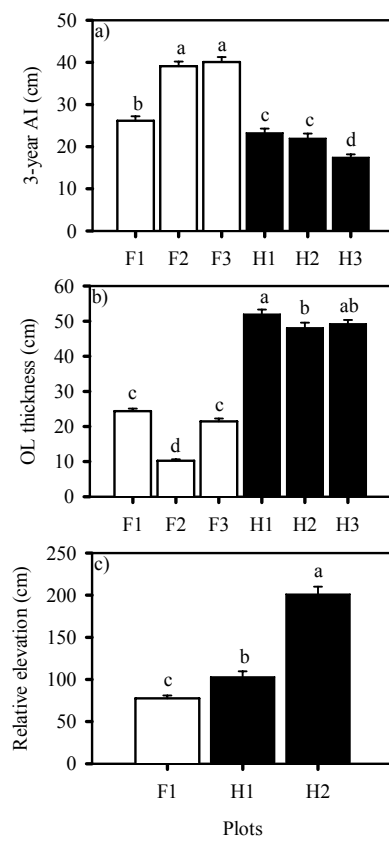 a)
3-year AI (cm)
50
40
30
20
10
0
b
a
a
c
c
d
F1 F2 F3 H1 H2 H3
b)
OL thickness (cm)
60
50
40
30
20
10
0
c
d
c
a
b
ab
F1 F2 F3 H1 H2 H3
c)
Relative elevation (cm)
250
200
150
100
50
0
c
b
a
F1 H1 H2
Plots